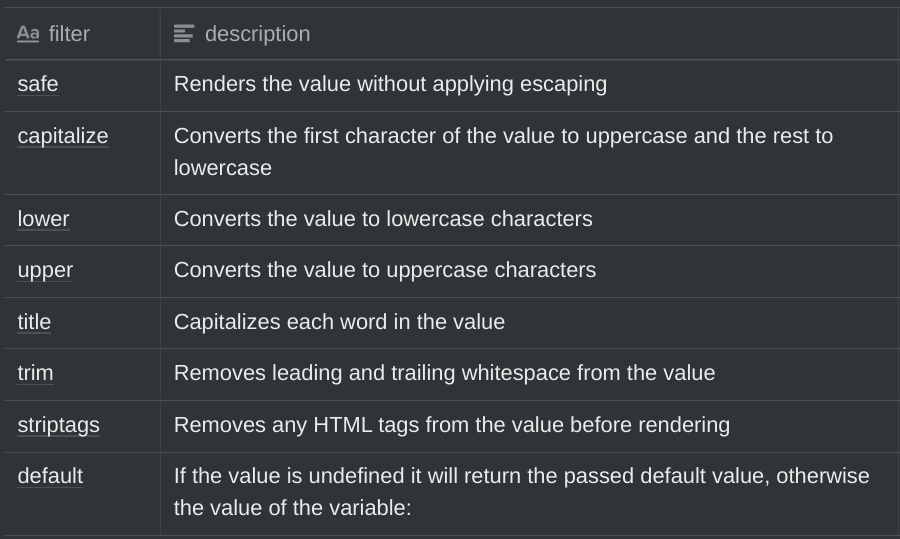 Aa filter description
safe Renders the value without applying escaping
capitalize Converts the first character of the value to uppercase and the rest to
lowercase
lower Converts the value to lowercase characters
upper Converts the value to uppercase characters
title Capitalizes each word in the value
trim Removes leading and trailing whitespace from the value
striptags Removes any HTML tags from the value before rendering
default If the value is undefined it will return the passed default value, otherwise
the value of the variable: